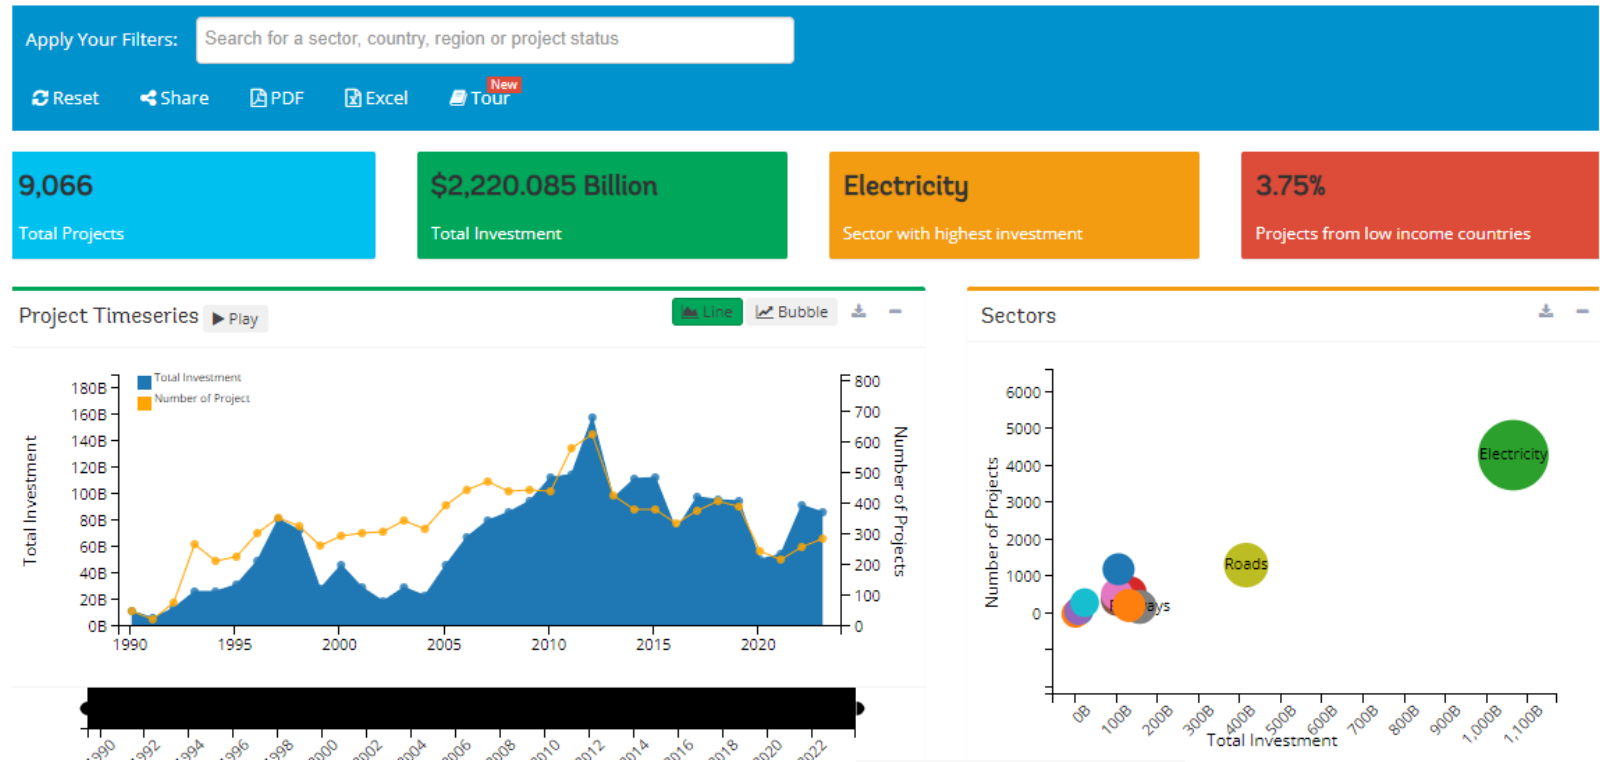 Apply Your Filters: Search for a sector, country, region or project status
Reset Share PDF Excel Tour New
9,066
Total Projects
$2,220.085 Billion
Total Investment
Electricity
Sector with highest investment
3.75%
Projects from low income countries
Project Timeseries Play Line Bubble
Total Investment
Number of Project
180B
160B
140B
120B
100B
80B
60B
40B
20B
0B
Total Investment
800
700
600
500
400
300
200
100
0
Number of Projects
1990 1995 2000 2005 2010 2015 2020
1992 1994 1996 1998 2000 2002 2004 2006 2008 2010 2012 2014 2016 2018 2020 2022
Sectors
6000
5000
4000
3000
2000
1000
0
Number of Projects
Electricity
Roads
0B 100B 200B 300B 400B 500B 600B 700B 800B 900B 1,000B 1,100B
Total Investment